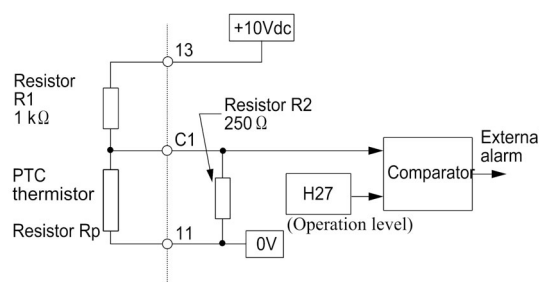 +10Vdc
13
Resistor
R1
1 kΩ
Resistor R2
250 Ω
C1
Externa
alarm
PTC
thermistor
Comparator
H27
(Operation level)
Resistor Rp
11
0V